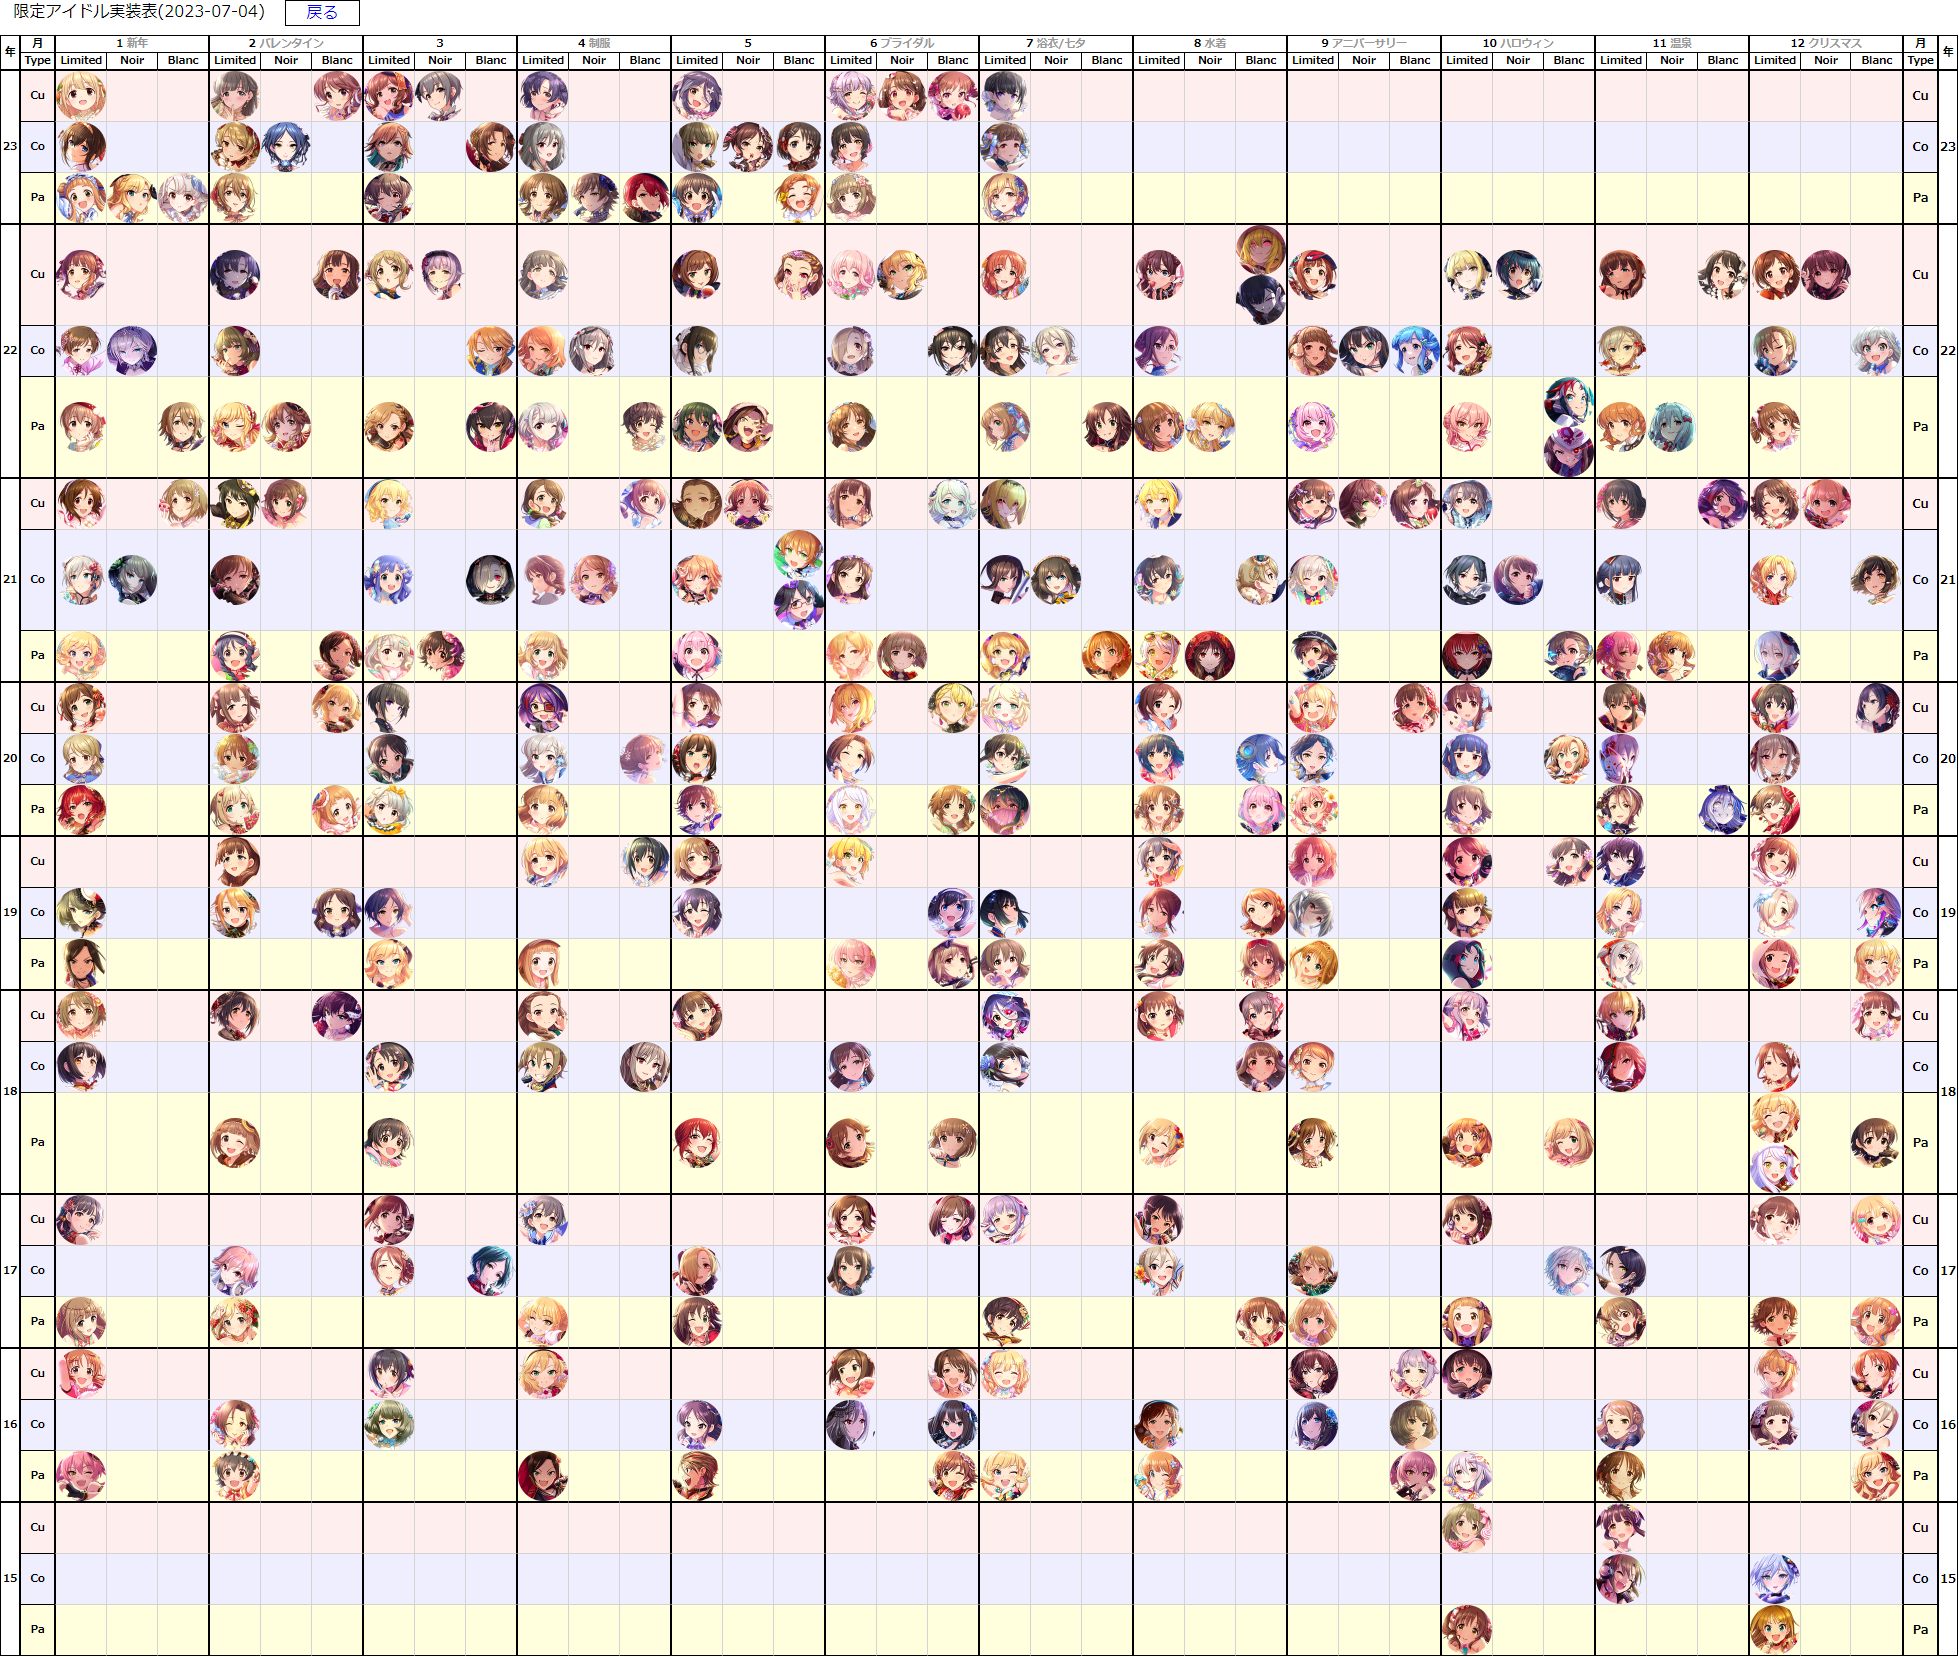 限定アイドル実装表(2023-07-04) 戻る
年 月 1 新年 2 バレンタイン 3 4 制服 5 6 ブライダル 7 浴衣/七夕 8 水着 9 アニバーサリー 10 ハロウィン 11 温泉 12 クリスマス 月 年
Type Limited Noir Blanc Limited Noir Blanc Limited Noir Blanc Limited Noir Blanc Limited Noir Blanc Limited Noir Blanc Limited Noir Blanc Limited Noir Blanc Limited Noir Blanc Limited Noir Blanc Limited Noir Blanc Limited Noir Blanc Type
Cu Cu
23 Co Co 23
Pa Pa
Cu Cu
22 Co Co 22
Pa Pa
Cu Cu
21 Co Co 21
Pa Pa
Cu Cu
20 Co Co 20
Pa Pa
Cu Cu
19 Co Co 19
Pa Pa
Cu Cu
Co Co
18 18
Pa Pa
Cu Cu
17 Co Co 17
Pa Pa
Cu Cu
16 Co Co 16
Pa Pa
Cu Cu
15 Co Co 15
Pa Pa